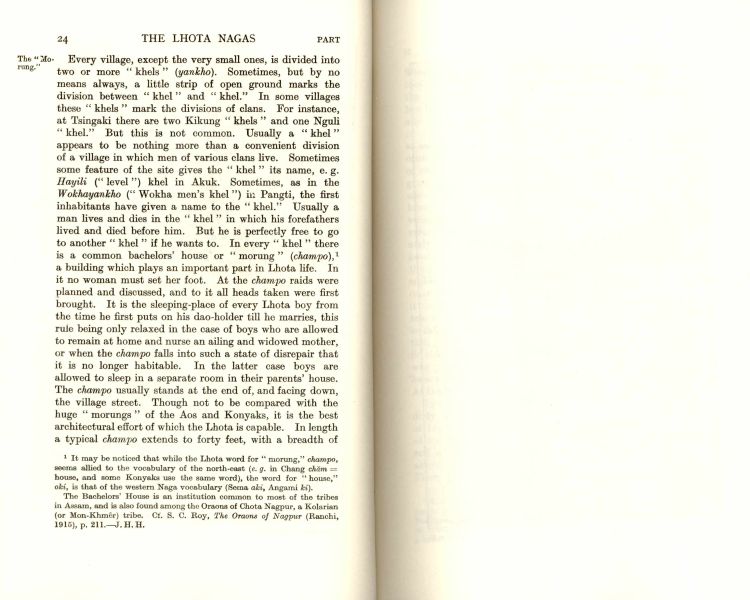 24 THE LHOTA NAGAS PART
The "Mo-
rung."
Every village, except the very small ones, is divided into
two or more "khels" (yankho). Sometimes, but by no
means always, a little strip of open ground marks the
division between "khel" and "khel." In some villages
these "khels" mark the divisions of clans. For instance,
at Tsingaki there are two Kikung "khels" and one Nguli
"khel." But this is not common. Usually a "khel"
appears to be nothing more than a convenient division
of a village in which men of various clans live. Sometimes
some feature of the site gives the "khel" its name, e. g.
Hayili ("level") khel in Akuk. Sometimes, as in the
Wokhayankho ("Wokha men's khel") in Pangti, the first
inhabitants have given a name to the "khel." Usually a
man lives and dies in the "khel" in which his forefathers
lived and died before him. But he is perfectly free to go
to another "khel" if he wants to. In every "khel" there
is a common bachelors' house or "morung" (champo),¹
a building which plays an important part in Lhota life. In
it no woman must set her foot. At the champo raids were
planned and discussed, and to it all heads taken were first
brought. It is the sleeping-place of every Lhota boy from
the time he first puts on his dao-holder till he marries, this
rule being only relaxed in the case of boys who are allowed
to remain at home and nurse an ailing and widowed mother,
or when the champo falls into such a state of disrepair that
it is no longer habitable. In the latter case boys are
allowed to sleep in a separate room in their parents' house.
The champo usually stands at the end of, and facing down,
the village street. Though not to be compared with the
huge "morungs" of the Aos and Konyaks, it is the best
architectural effort of which the Lhota is capable. In length
a typical champo extends to forty feet, with a breadth of
¹ It may be noticed that while the Lhota word for "morung," champo,
seems allied to the vocabulary of the north-east (e. g. in Chang chăm =
house, and some Konyaks use the same word), the word for "house,"
oki, is that of the western Naga vocabulary (Sema aki, Angami ki).
The Bachelors' House is an institution common to most of the tribes
in Assam, and is also found among the Oraons of Chota Nagpur, a Kolarian
(or Mon-Khmēr) tribe. Cf. S. C. Roy, The Oraons of Nagpur (Ranchi,
1915), p. 211.—J. H. H.